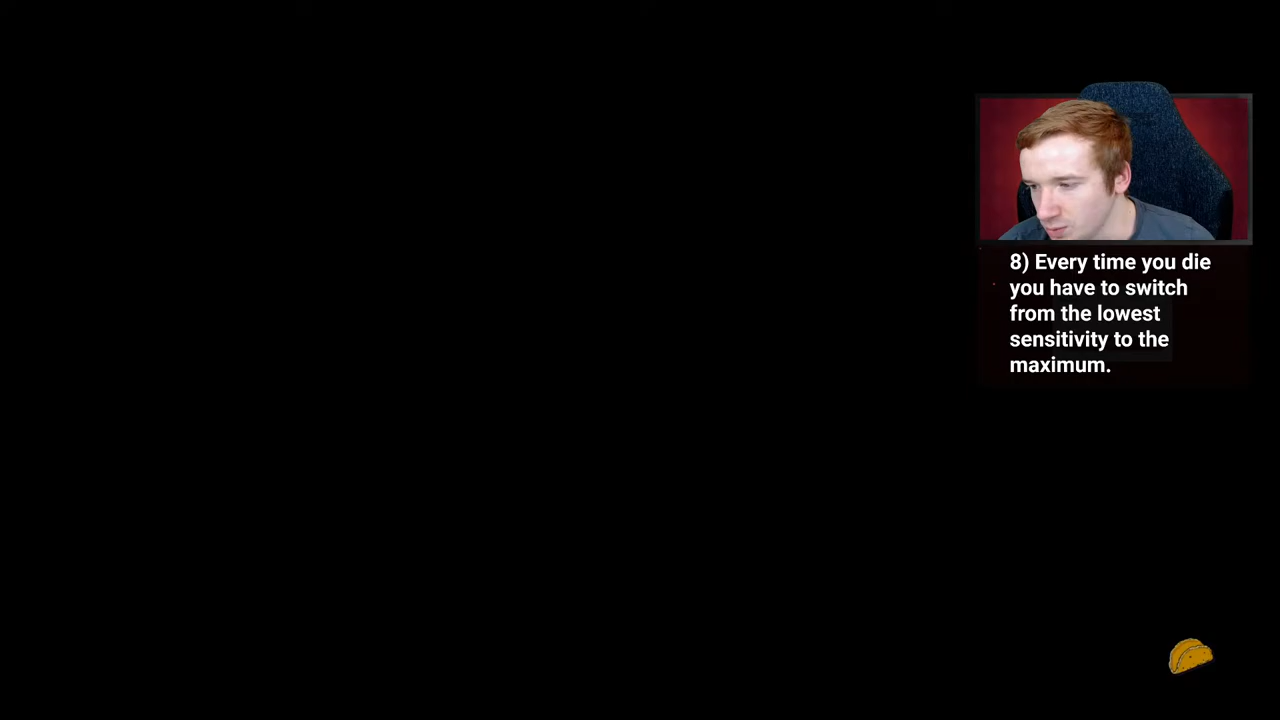 8) Every time you die
you have to switch
from the lowest
sensitivity to the
maximum.